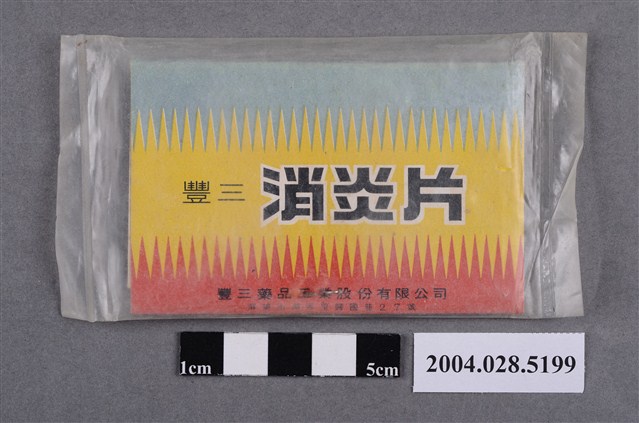 豐三 消炎片
豐三藥品工業股份有限公司
1cm 5cm
2004.028.5199